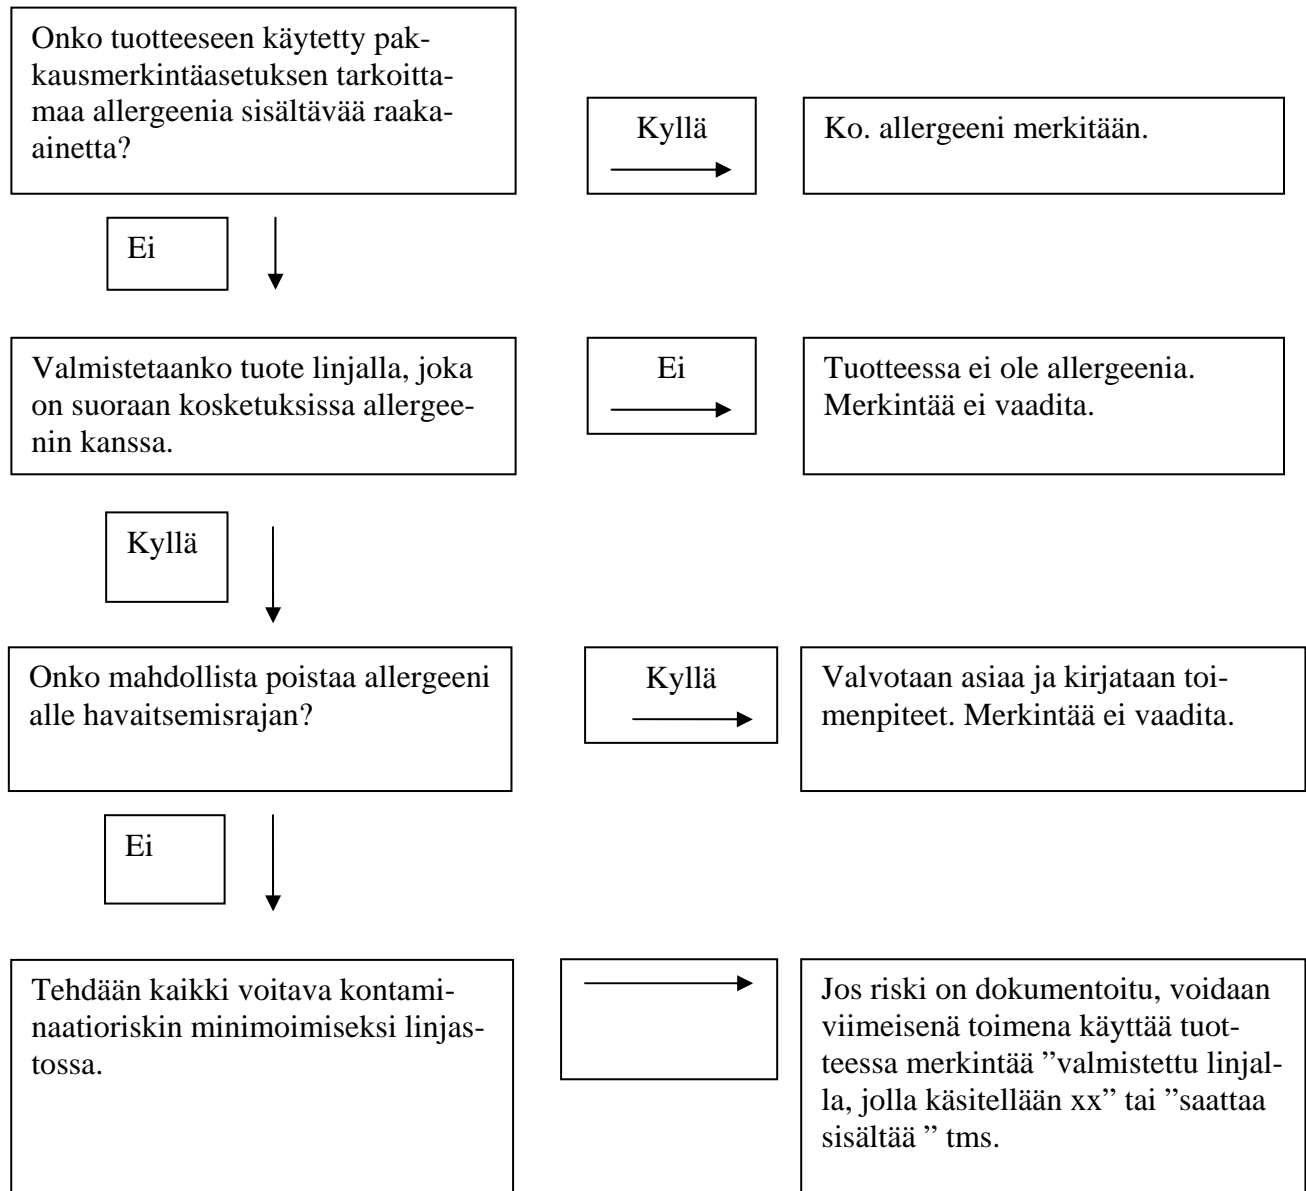 Onko tuotteeseen käytetty pak-
kausmerkintäasetuksen tarkoitta-
maa allergeenia sisältävää raaka-
ainetta?
Kyllä
Ko. allergeeni merkitään.
Ei
Valmistetaanko tuote linjalla, joka
on suoraan kosketuksissa allergee-
nin kanssa.
Ei
Tuotteessa ei ole allergeenia.
Merkintää ei vaadita.
Kyllä
Onko mahdollista poistaa allergeeni
alle havaitsemisrajan?
Kyllä
Valvotaan asiaa ja kirjataan toi-
menpiteet. Merkintää ei vaadita.
Ei
Tehdään kaikki voitava kontami-
naatioriskin minimoimiseksi linjas-
tossa.
Jos riski on dokumentoitu, voidaan
viimeisenä toimena käyttää tuot-
teessa merkintää ”valmistettu linjal-
la, jolla käsitellään xx” tai ”saattaa
sisältää ” tms.